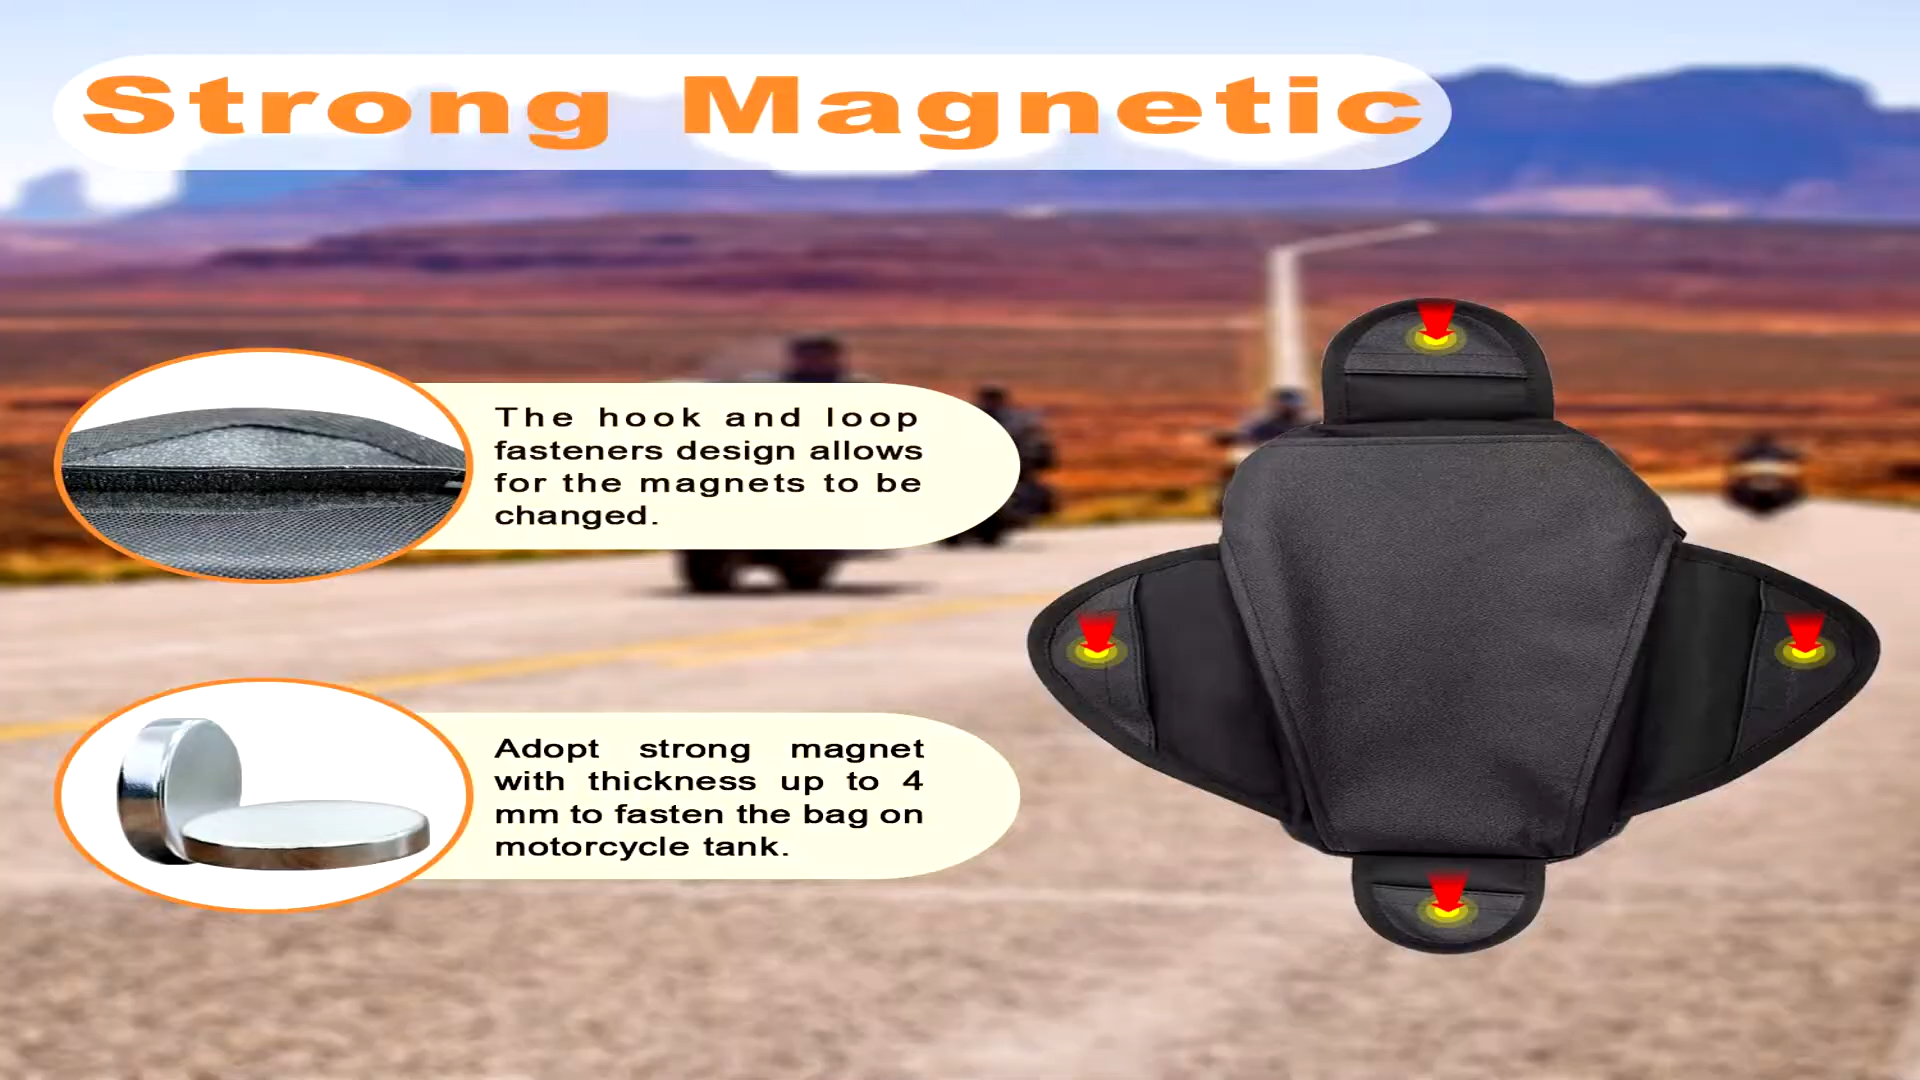 Strong Magnetic
The hook and loop
fasteners design allows
for the magnets to be
changed.
Adopt strong magnet
with thickness up to 4
mm to fasten the bag on
motorcycle tank.